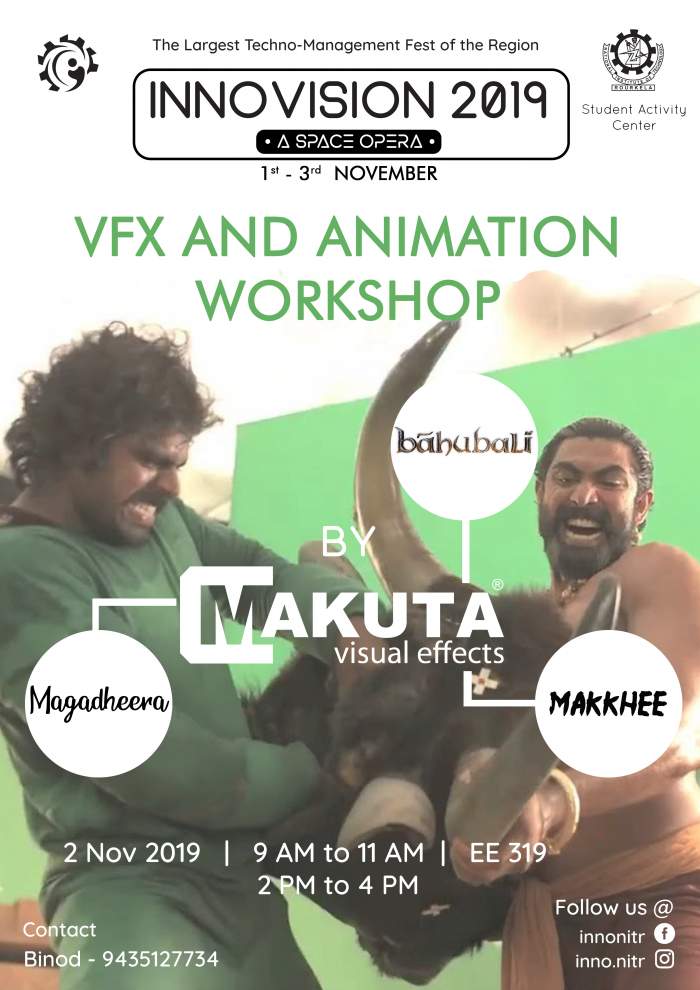 The Largest Techno-Management Fest of the Region
INNOVISION 2019
• A SPACE OPERA •
1st - 3rd NOVEMBER
ROURKELA
Student Activity
Center
VFX AND ANIMATION
WORKSHOP
bāhubali
BY
MAKUTA®
visual effects
Magadheera
MAKKHEE
2 Nov 2019 | 9 AM to 11 AM | EE 319
2 PM to 4 PM
Contact
Binod - 9435127734
Follow us @
innonitr
inno.nitr